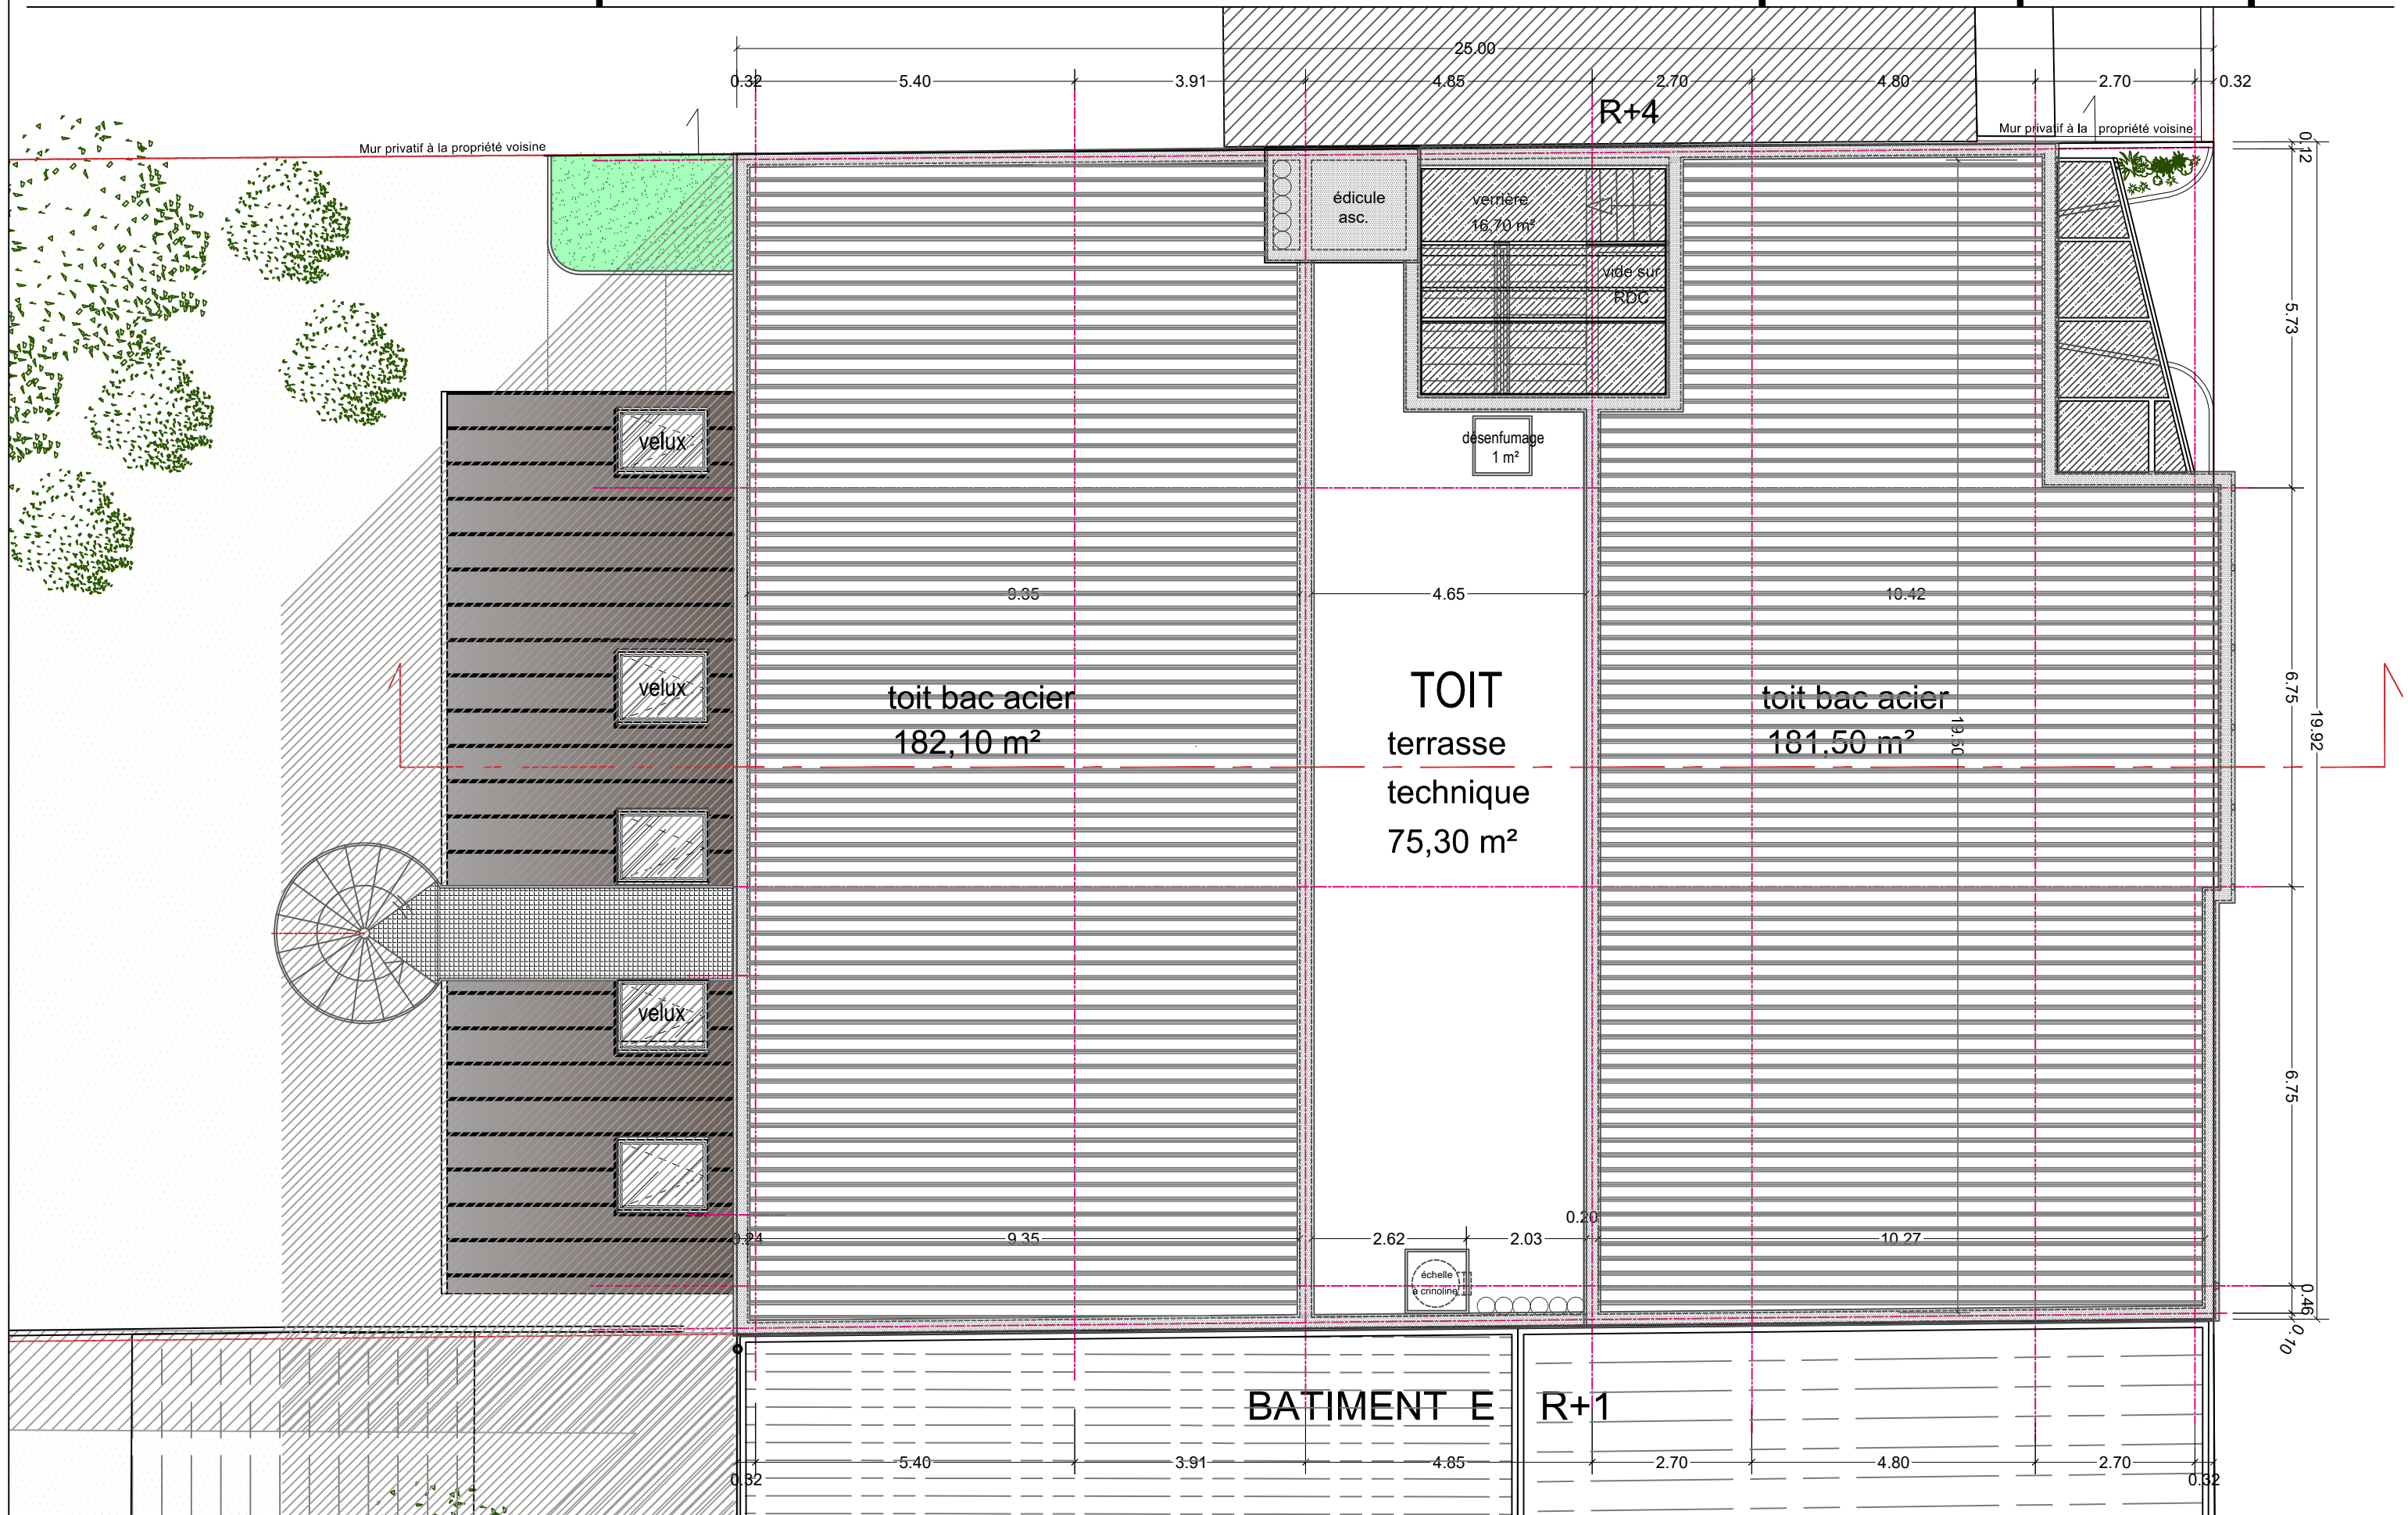 25.00
0.32 5.40 3.91 4.85 2.70 4.80 2.70 0.32
R+4
Mur privatif à la propriété voisine
Mur privatif à la propriété voisine
0.12
édicule
asc.
verrière
16,70 m²
vide sur
RDC
5.73
velux
désenfumage
1 m²
9.35 4.65 10.42
velux
toit bac acier
182,10 m²
TOIT
terrasse
technique
75,30 m²
toit bac acier
181.50 m²
19.50
6.75
19.92
velux
6.75
0.20
0.24 9.35 2.62 2.03 10.27
échelle
à crinoline
0.46
0.10
BATIMENT E R+1
5.40 3.91 4.85 2.70 4.80 2.70
0.32 0.32